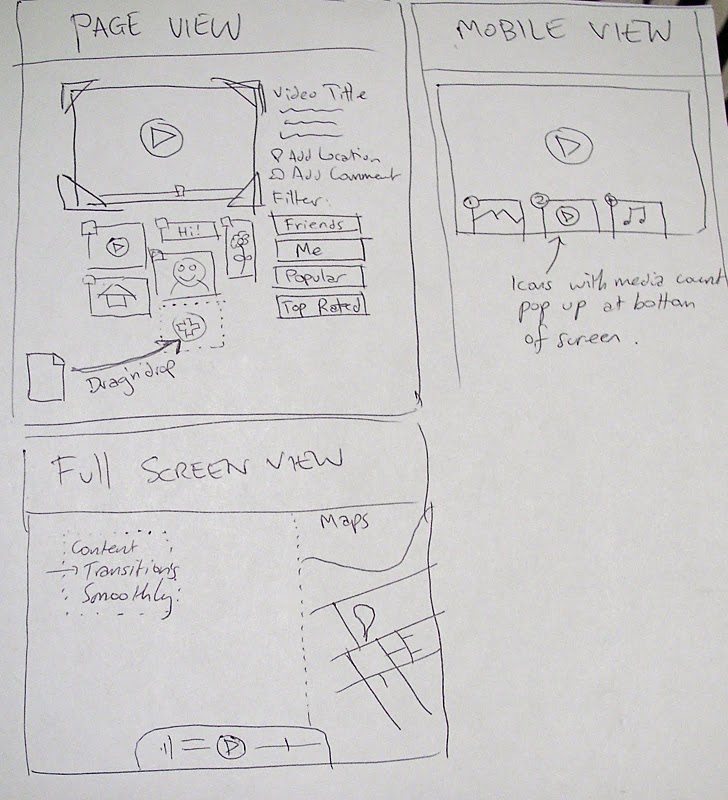 PAGE VIEW
Video Title
Add Location
Add Comment
Filter:
Friends
Me
Popular
Top Rated
Hi!
Drag'n'drop
MOBILE VIEW
1
2
Icons with media count
pop up at bottom
of screen.
Full SCREEN VIEW
Content
Transitions
Smoothly
Maps